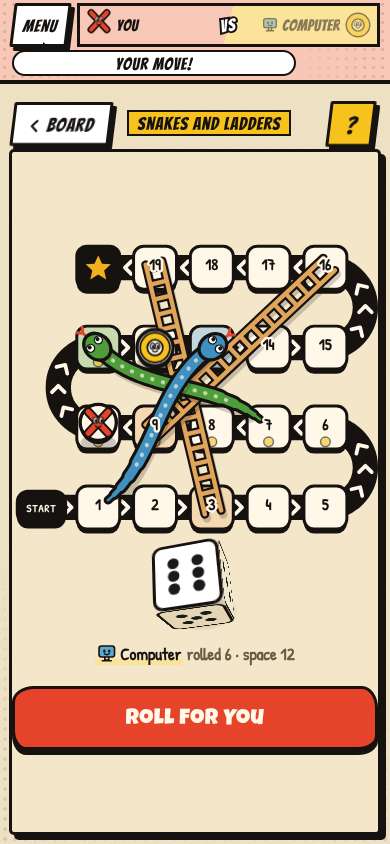 MENU
YOU
VS
COMPUTER
YOUR MOVE!
< BOARD
SNAKES AND LADDERS
?
19
18
17
16
14
15
9
8
7
6
START
1
2
3
4
5
Computer rolled 6 · space 12
ROLL FOR YOU